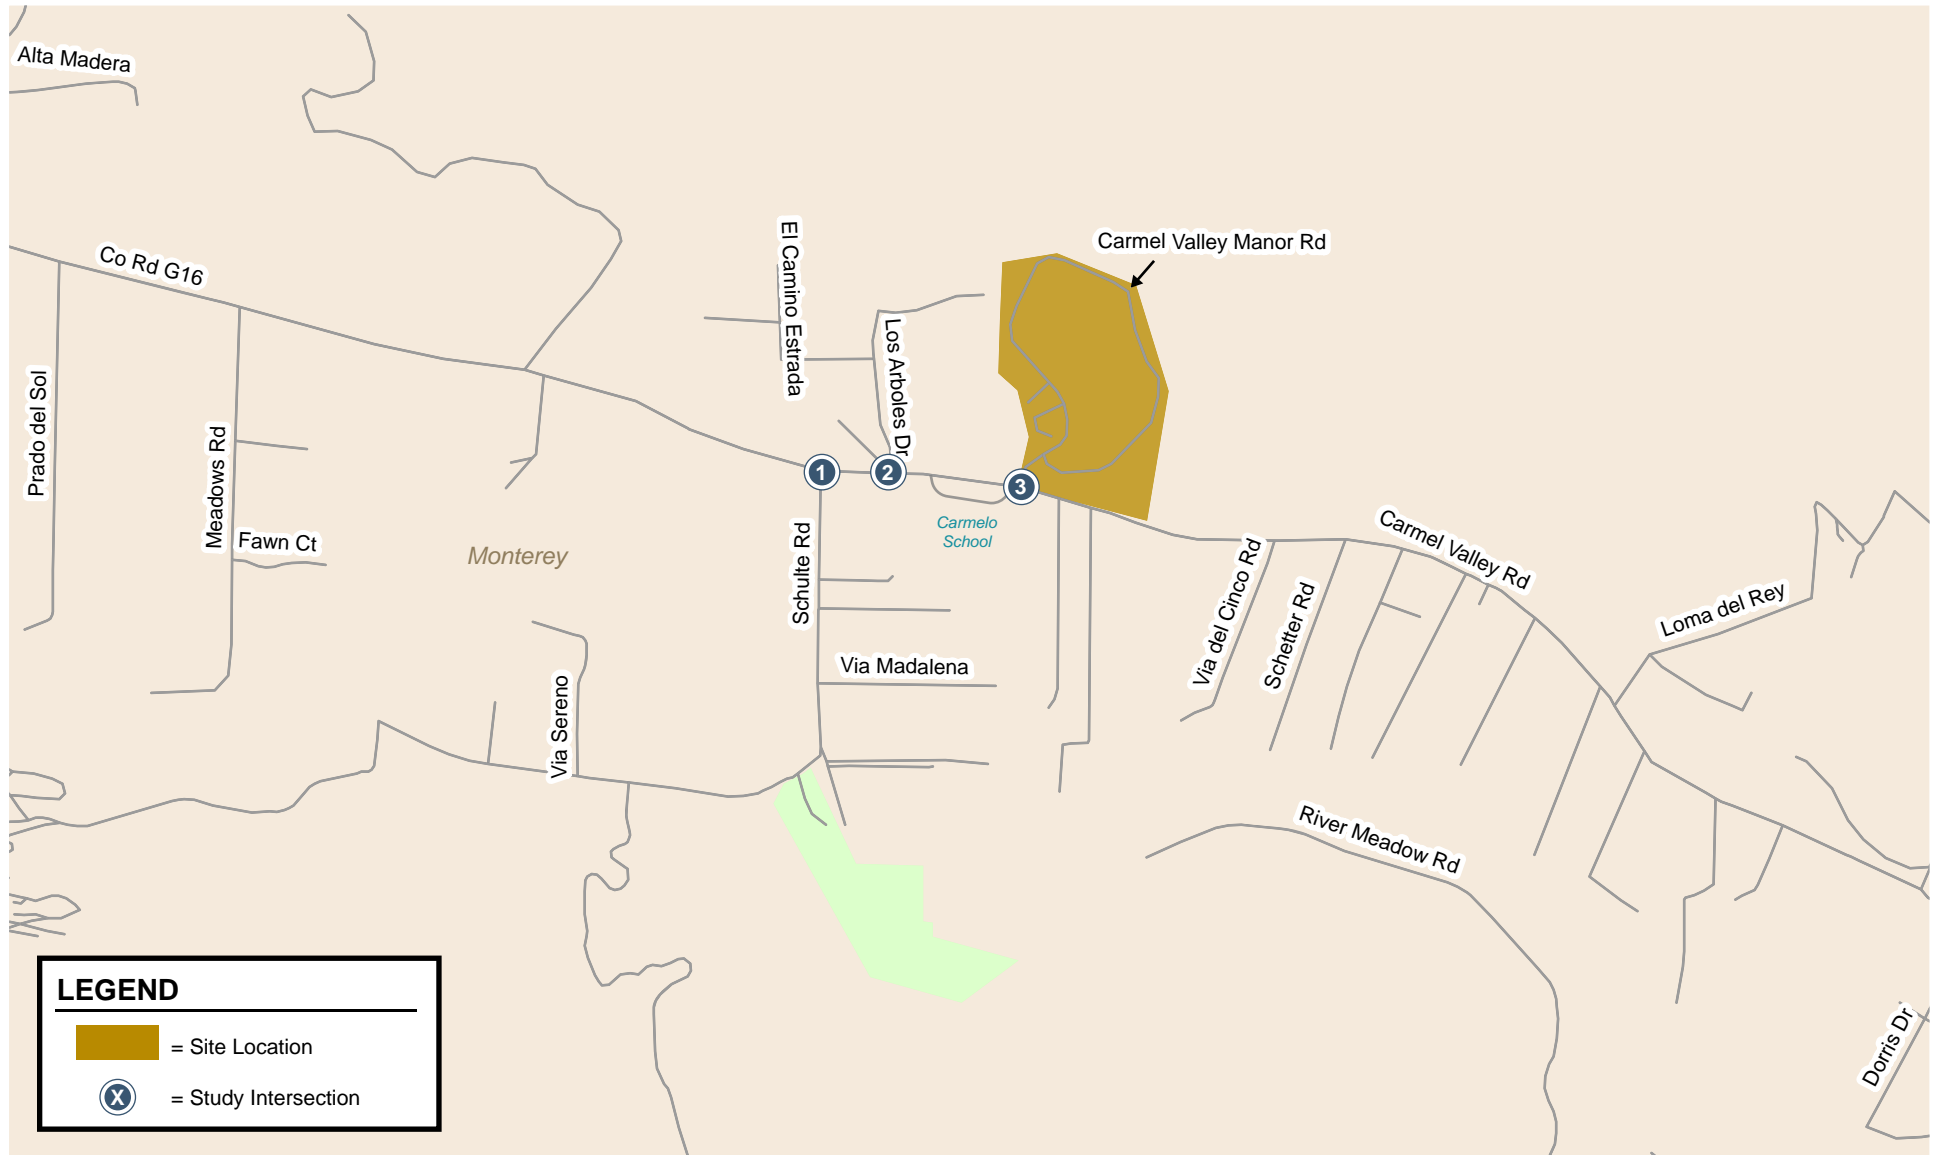 Alta Madera
Co Rd G16
El Camino Estrada
Carmel Valley Manor Rd
Los Arboles Dr
Prado del Sol
Meadows Rd
Fawn Ct
Monterey
1
2
3
Carmelo
School
Schulte Rd
Carmel Valley Rd
Via del Cinco Rd
Schetter Rd
Loma del Rey
Via Madalena
Via Sereno
River Meadow Rd
Dorris Dr
LEGEND
= Site Location
X = Study Intersection